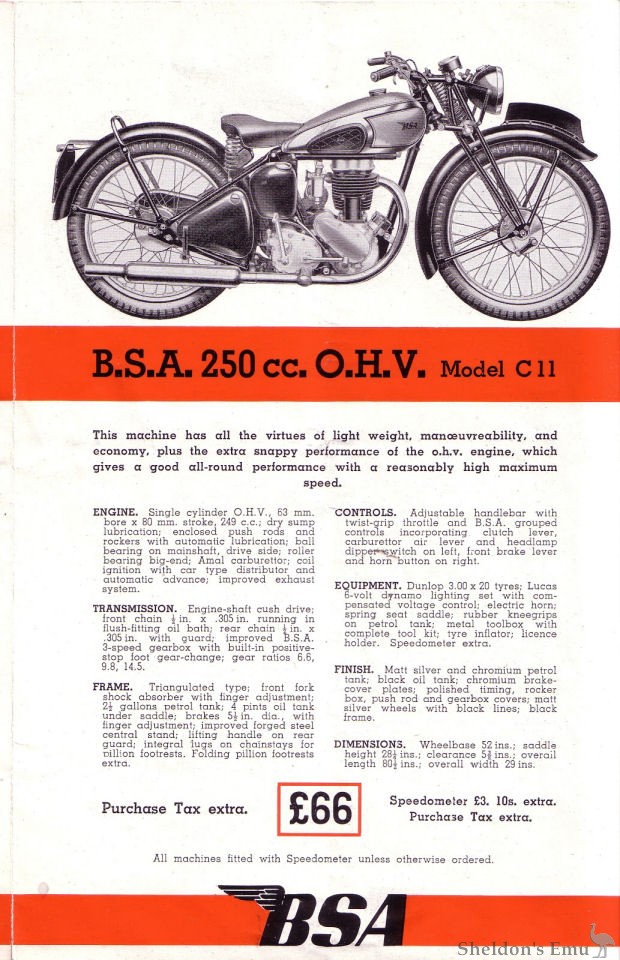 BSA
B.S.A. 250 cc. O.H.V. Model C11
This machine has all the virtues of light weight, manœuvreability, and
economy, plus the extra snappy performance of the o.h.v. engine, which
gives a good all-round performance with a reasonably high maximum
speed.
ENGINE. Single cylinder O.H.V., 63 mm.
bore x 80 mm. stroke, 249 c.c.; dry sump
lubrication; enclosed push rods and
rockers with automatic lubrication; ball
bearing on mainshaft, drive side; roller
bearing big-end; Amal carburettor; coil
ignition with car type distributor and
automatic advance; improved exhaust
system.
TRANSMISSION. Engine-shaft cush drive;
front chain ½ in. x .305 in. running in
flush-fitting oil bath; rear chain ½ in. x
.305 in. with guard; improved B.S.A.
3-speed gearbox with built-in positive-
stop foot gear-change; gear ratios 6.6,
9.8, 14.5.
FRAME. Triangulated type; front fork
shock absorber with finger adjustment;
2½ gallons petrol tank; 4 pints oil tank
under saddle; brakes 5½ in. dia., with
finger adjustment; improved forged steel
central stand; lifting handle on rear
guard; integral lugs on chainstays for
pillion footrests. Folding pillion footrests
extra.
CONTROLS. Adjustable handlebar with
twist-grip throttle and B.S.A. grouped
controls incorporating clutch lever,
carburettor air lever and headlamp
dipper switch on left, front brake lever
and horn button on right.
EQUIPMENT. Dunlop 3.00 x 20 tyres; Lucas
6-volt dynamo lighting set with com-
pensated voltage control; electric horn;
spring seat saddle; rubber kneegrips
on petrol tank; metal toolbox with
complete tool kit; tyre inflator; licence
holder. Speedometer extra.
FINISH. Matt silver and chromium petrol
tank; black oil tank; chromium brake-
cover plates; polished timing, rocker
box, push rod and gearbox covers; matt
silver wheels with black lines; black
frame.
DIMENSIONS. Wheelbase 52 ins.; saddle
height 28½ ins.; clearance 5⅝ ins.; overall
length 80½ ins.; overall width 29 ins.
Purchase Tax extra.
£66
Speedometer £3. 10s. extra.
Purchase Tax extra.
All machines fitted with Speedometer unless otherwise ordered.
BSA
Sheldon's Emu